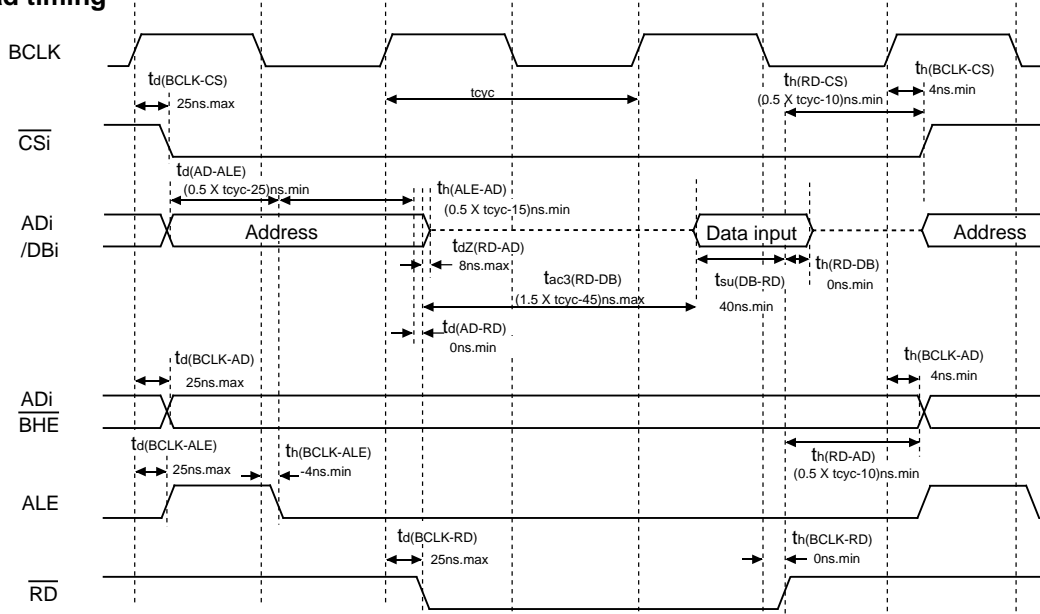 ad timing
BCLK
td(BCLK-CS)
25ns.max
tcyc
th(RD-CS)
(0.5 X tcyc-10)ns.min
th(BCLK-CS)
4ns.min
CSi
td(AD-ALE)
(0.5 X tcyc-25)ns.min
th(ALE-AD)
(0.5 X tcyc-15)ns.min
ADi
/DBi
Address
Data input
Address
tdZ(RD-AD)
8ns.max
tac3(RD-DB)
(1.5 X tcyc-45)ns.max
tsu(DB-RD)
40ns.min
th(RD-DB)
0ns.min
td(AD-RD)
0ns.min
td(BCLK-AD)
25ns.max
th(BCLK-AD)
4ns.min
ADi
BHE
td(BCLK-ALE)
25ns.max
th(BCLK-ALE)
-4ns.min
th(RD-AD)
(0.5 X tcyc-10)ns.min
ALE
td(BCLK-RD)
25ns.max
th(BCLK-RD)
0ns.min
RD